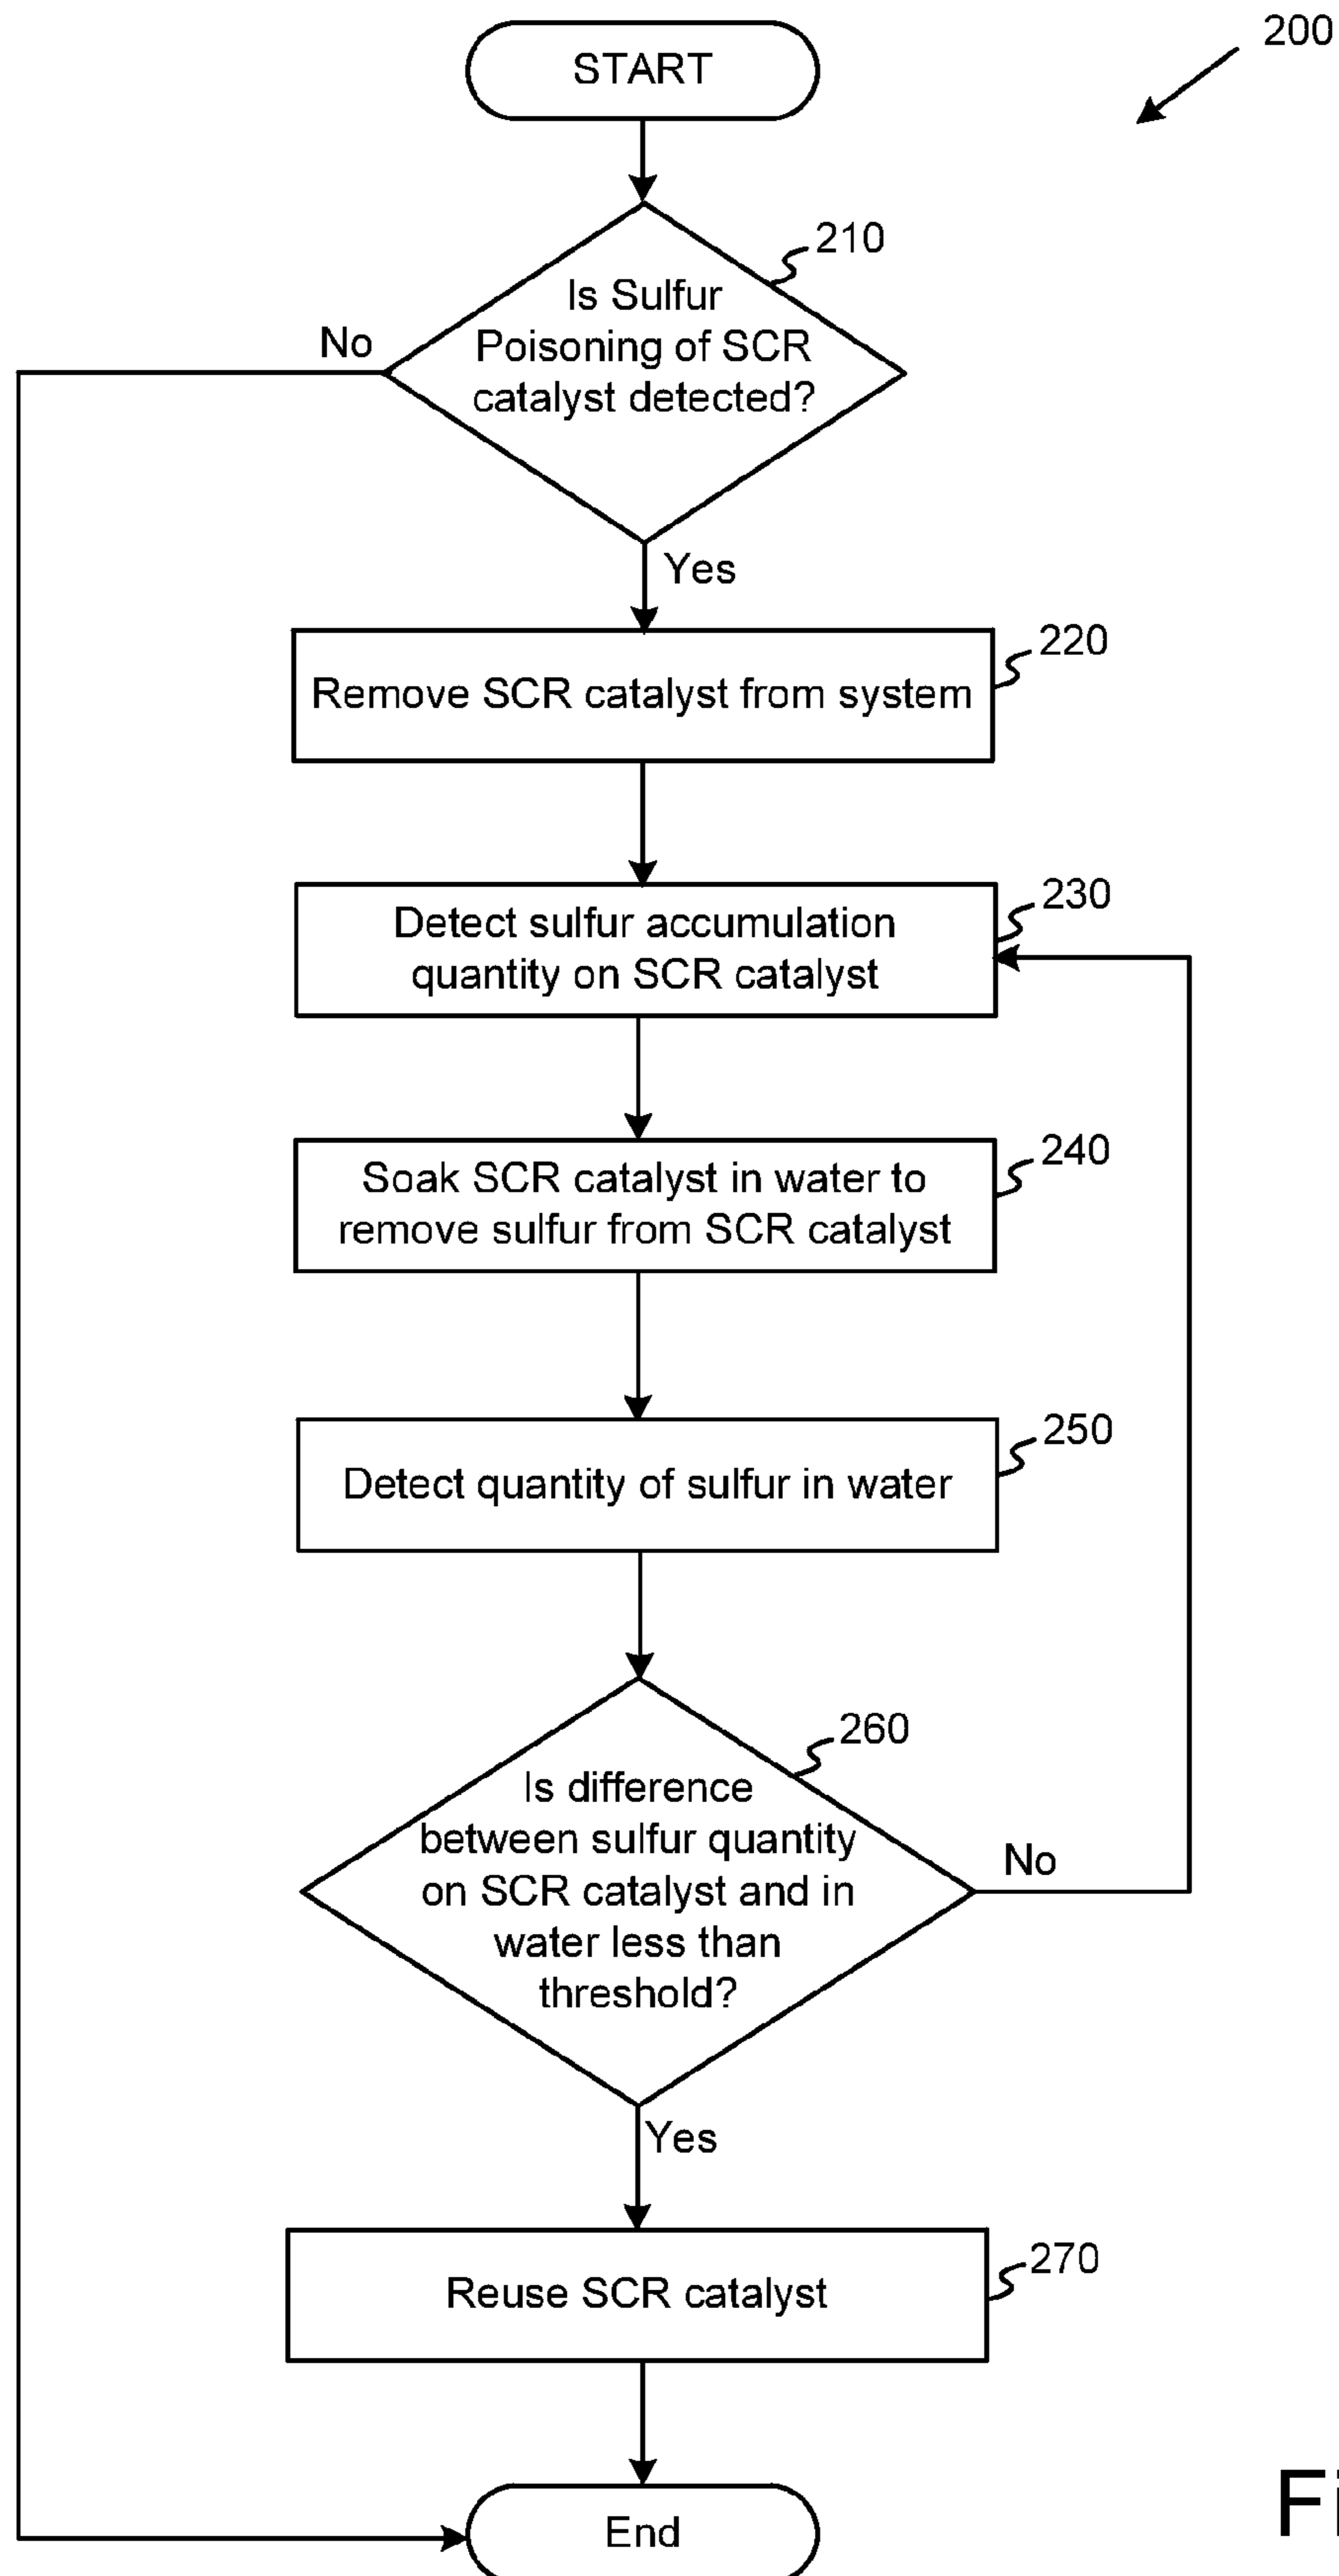 200
START
210
Is Sulfur
Poisoning of SCR
catalyst detected?
No
Yes
220
Remove SCR catalyst from system
230
Detect sulfur accumulation
quantity on SCR catalyst
240
Soak SCR catalyst in water to
remove sulfur from SCR catalyst
250
Detect quantity of sulfur in water
260
Is difference
between sulfur quantity
on SCR catalyst and in
water less than
threshold?
No
Yes
270
Reuse SCR catalyst
End